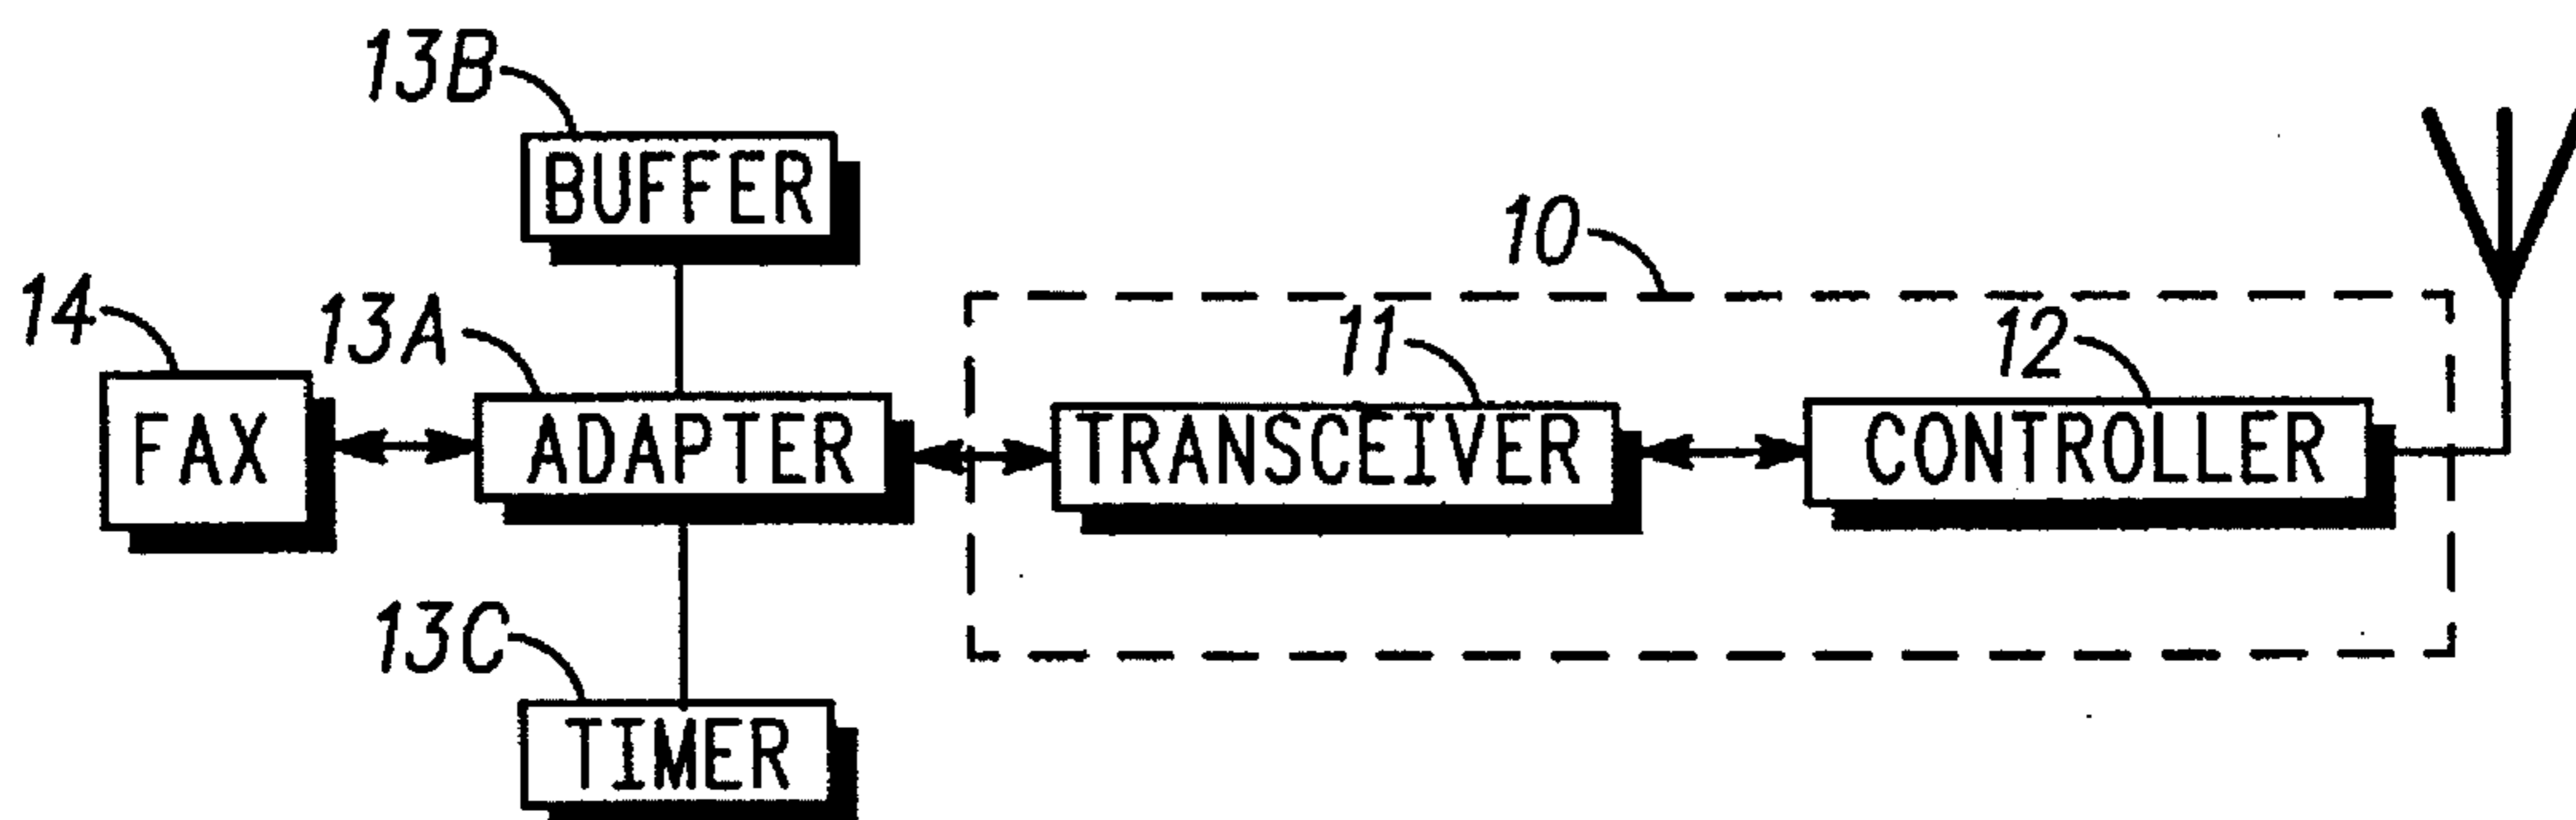 13B
BUFFER
10
14
13A
11
12
FAX
ADAPTER
TRANSCEIVER
CONTROLLER
13C
TIMER